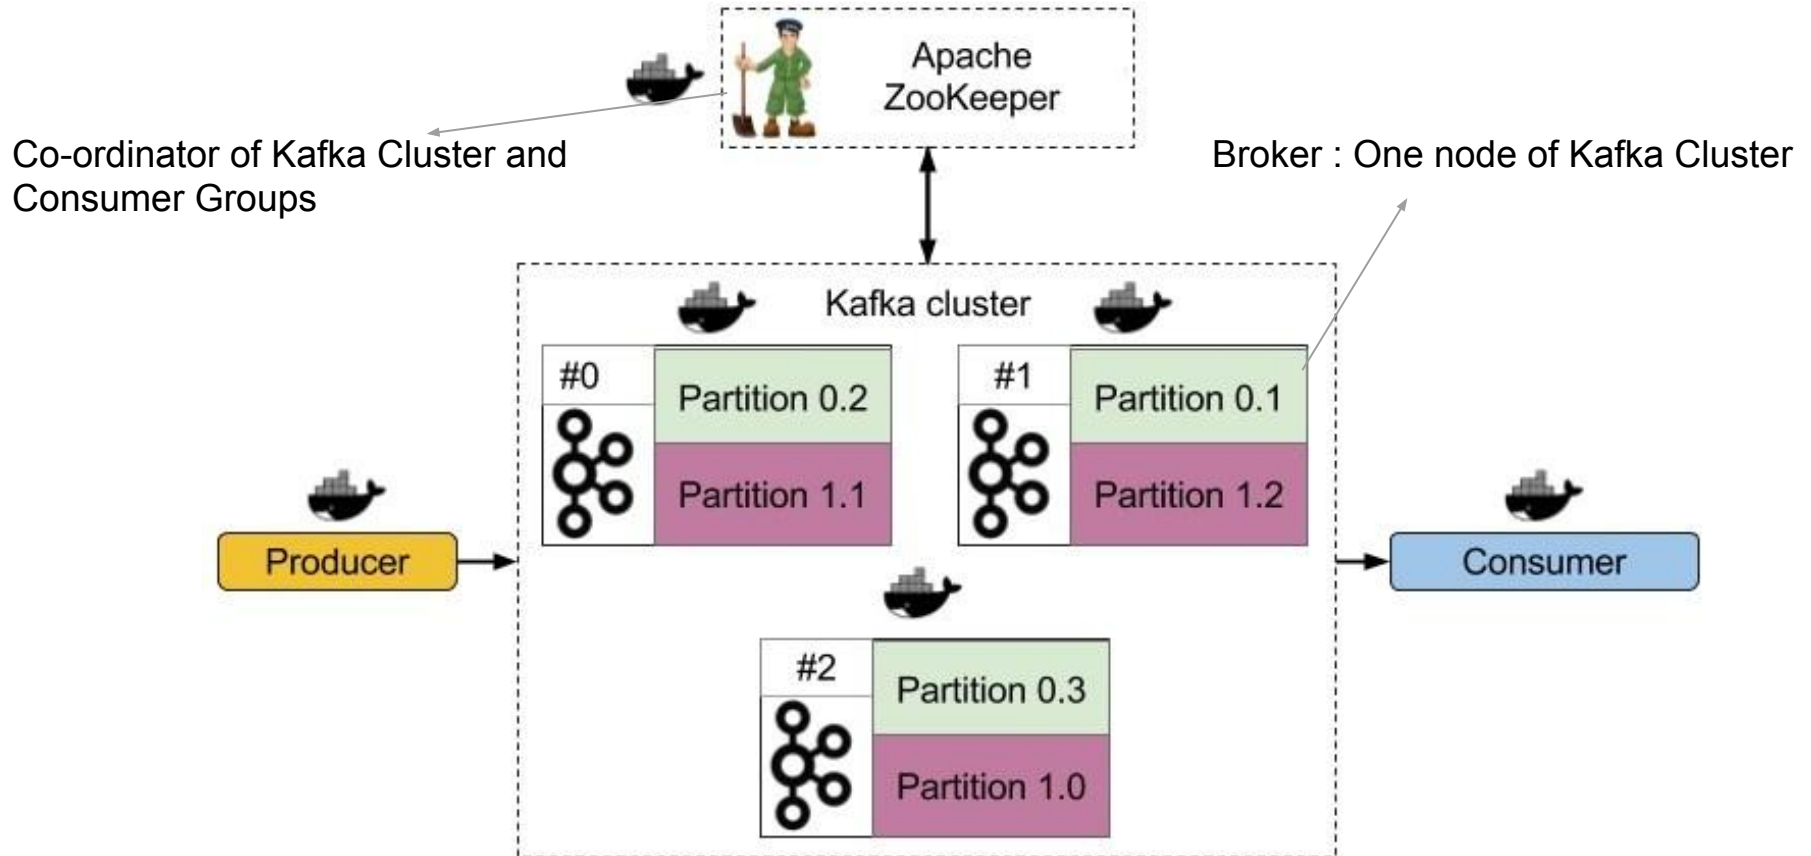 Apache
ZooKeeper
Co-ordinator of Kafka Cluster and
Consumer Groups
Broker : One node of Kafka Cluster
Kafka cluster
#0
Partition 0.2
Partition 1.1
#1
Partition 0.1
Partition 1.2
Producer
Consumer
#2
Partition 0.3
Partition 1.0